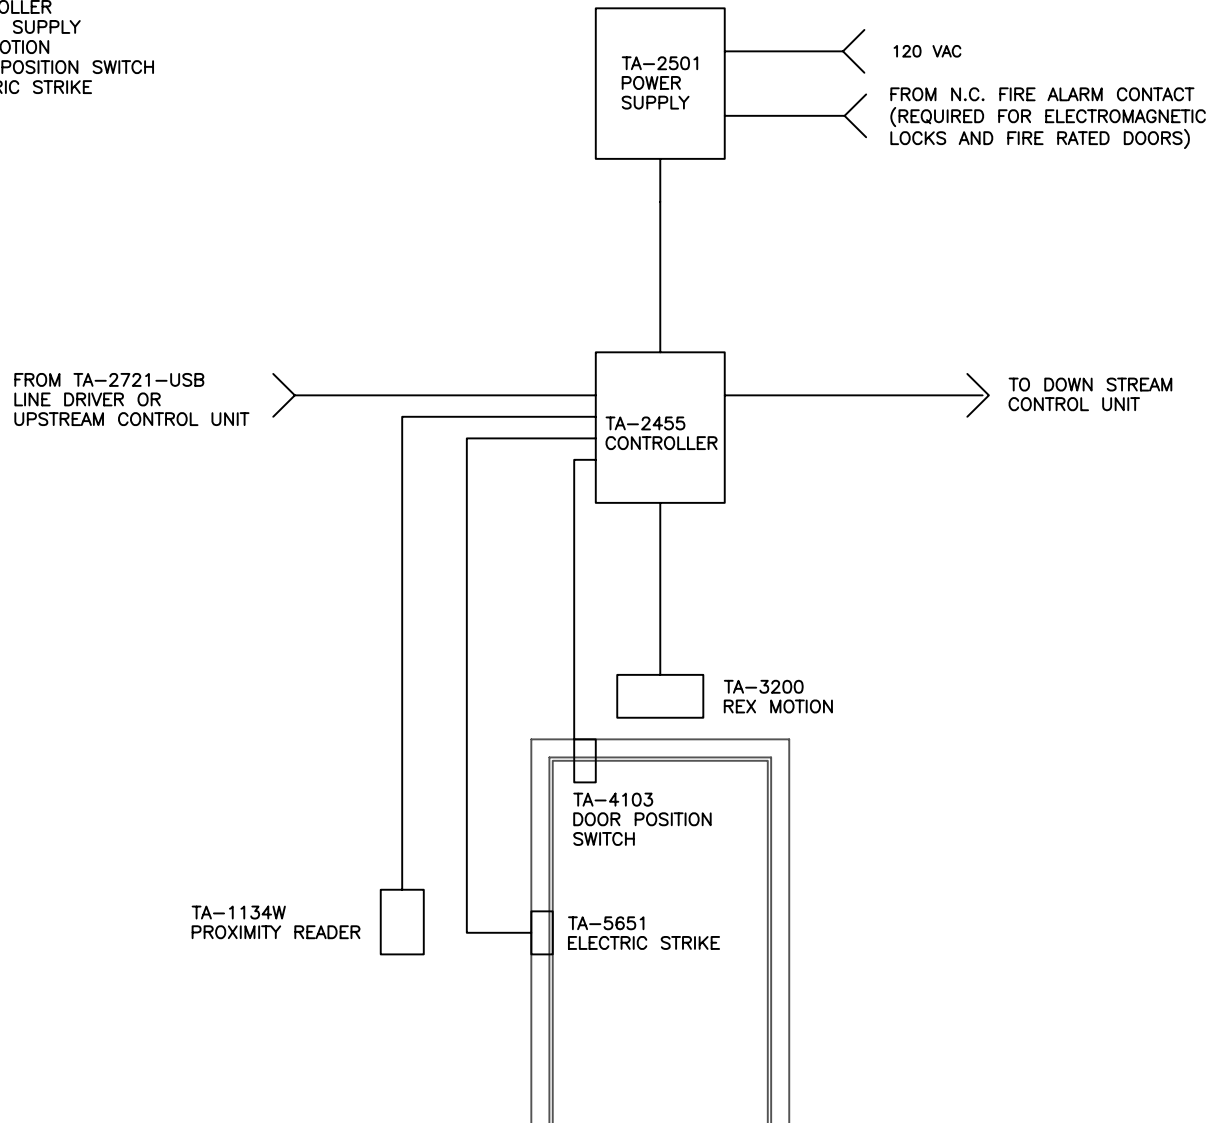 SUPPLY
POSITION SWITCH
STRIKE
TA-2501
POWER
SUPPLY
120 VAC
FROM N.C. FIRE ALARM CONTACT
(REQUIRED FOR ELECTROMAGNETIC
LOCKS AND FIRE RATED DOORS)
FROM TA-2721-USB
LINE DRIVER OR
UPSTREAM CONTROL UNIT
TA-2455
CONTROLLER
TO DOWN STREAM
CONTROL UNIT
TA-3200
REX MOTION
TA-4103
DOOR POSITION
SWITCH
TA-1134W
PROXIMITY READER
TA-5651
ELECTRIC STRIKE